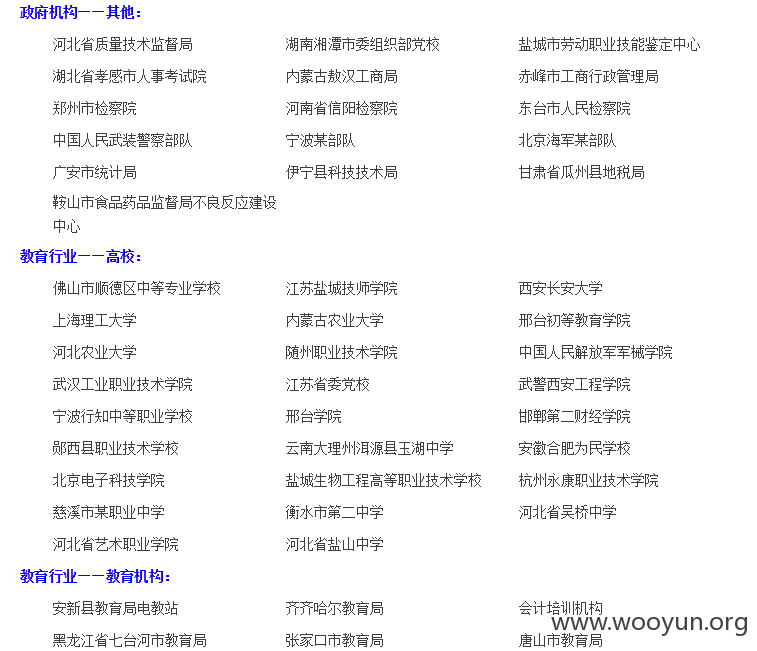 政府机构——其他：
河北省质量技术监督局 湖南湘潭市委组织部党校 盐城市劳动职业技能鉴定中心
湖北省孝感市人事考试院 内蒙古敖汉工商局 赤峰市工商行政管理局
郑州市检察院 河南省信阳检察院 东台市人民检察院
中国人民武装警察部队 宁波某部队 北京海军某部队
广安市统计局 伊宁县科技技术局 甘肃省瓜州县地税局
鞍山市食品药品监督局不良反应建设
中心
教育行业——高校：
佛山市顺德区中等专业学校 江苏盐城技师学院 西安长安大学
上海理工大学 内蒙古农业大学 邢台初等教育学院
河北农业大学 随州职业技术学院 中国人民解放军军械学院
武汉工业职业技术学院 江苏省委党校 武警西安工程学院
宁波行知中等职业学校 邢台学院 邯郸第二财经学院
郧西县职业技术学校 云南大理州洱源县玉湖中学 安徽合肥为民学校
北京电子科技学院 盐城生物工程高等职业技术学校 杭州永康职业技术学院
慈溪市某职业中学 衡水市第二中学 河北省吴桥中学
河北省艺术职业学院 河北省盐山中学
教育行业——教育机构：
安新县教育局电教站 齐齐哈尔教育局 会计培训机构
www.wooyun.org
黑龙江省七台河市教育局 张家口市教育局 唐山市教育局